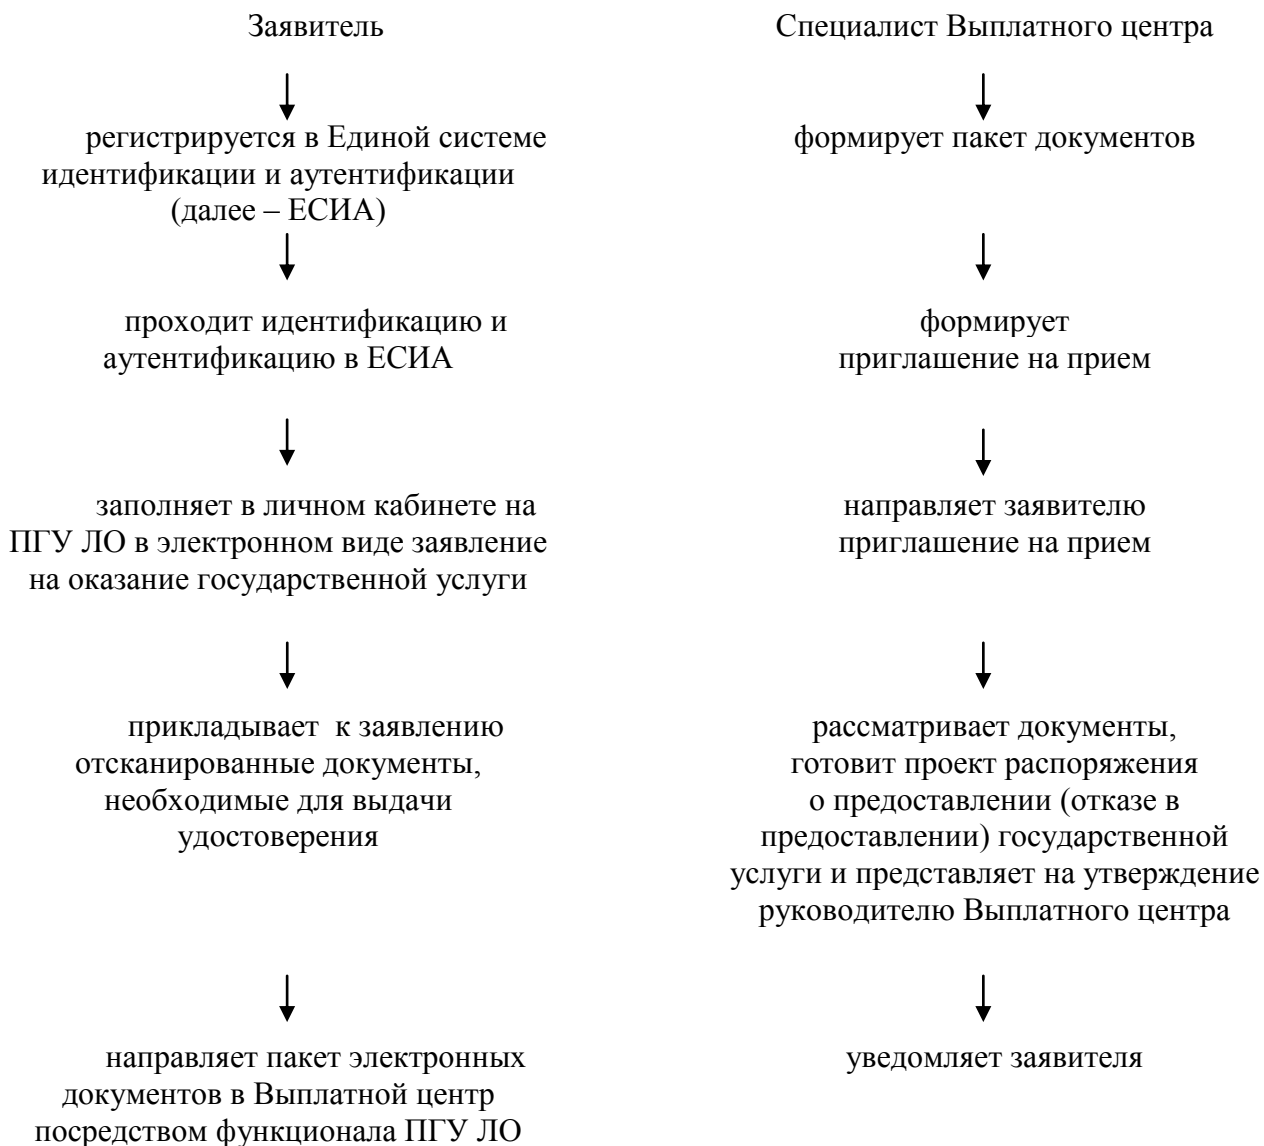 Заявитель
регистрируется в Единой системе
идентификации и аутентификации
(далее – ЕСИА)
проходит идентификацию и
аутентификацию в ЕСИА
заполняет в личном кабинете на
ПГУ ЛО в электронном виде заявление
на оказание государственной услуги
прикладывает к заявлению
отсканированные документы,
необходимые для выдачи
удостоверения
направляет пакет электронных
документов в Выплатной центр
посредством функционала ПГУ ЛО
Специалист Выплатного центра
формирует пакет документов
формирует
приглашение на прием
направляет заявителю
приглашение на прием
рассматривает документы,
готовит проект распоряжения
о предоставлении (отказе в
предоставлении) государственной
услуги и представляет на утверждение
руководителю Выплатного центра
уведомляет заявителя